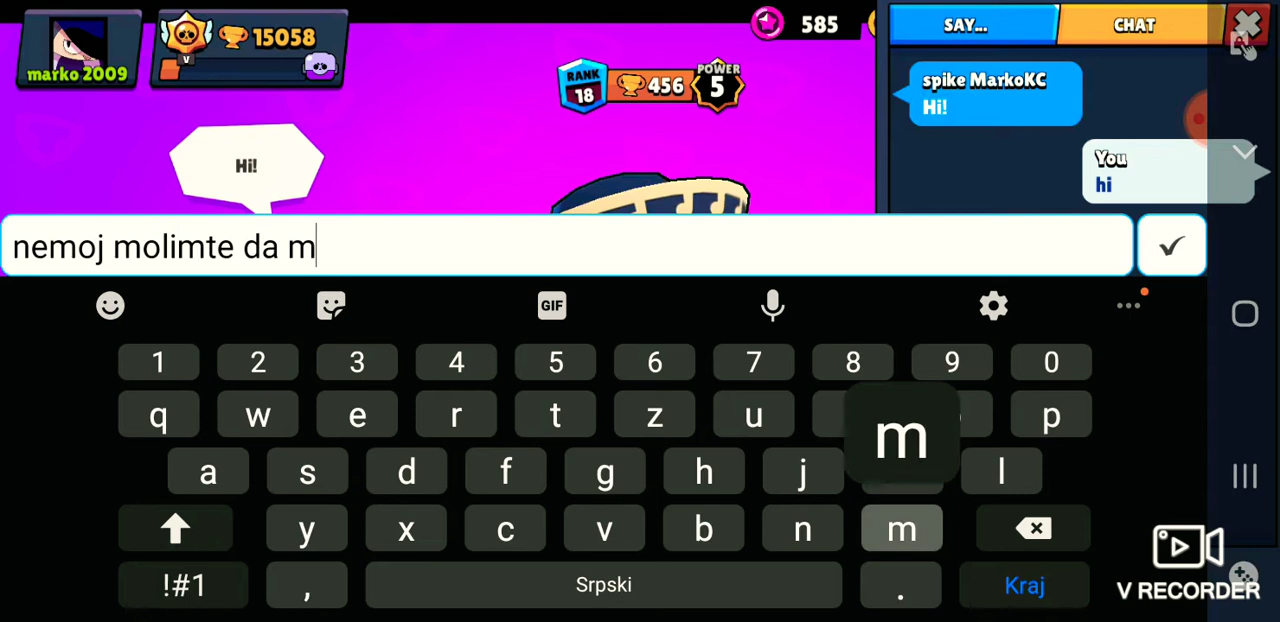 marko 2009
V
15058
585
RANK
18
456
POWER
5
SAY...
CHAT
spike MarkoKC
Hi!
You
hi
Hi!
nemoj molimte da m
GIF
1 2 3 4 5 6 7 8 9 0
q w e r t z u p
m
a s d f g h j l
y x c v b n m
!#1 , Srpski . Kraj
V RECORDER